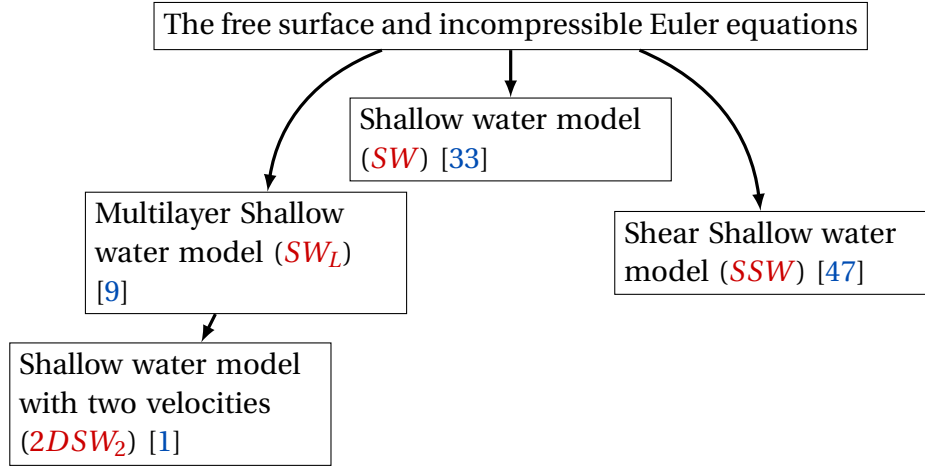 The free surface and incompressible Euler equations
Shallow water model
(SW) [33]
Multilayer Shallow
water model (SW_L)
[9]
Shear Shallow water
model (SSW) [47]
Shallow water model
with two velocities
(2DSW_2) [1]